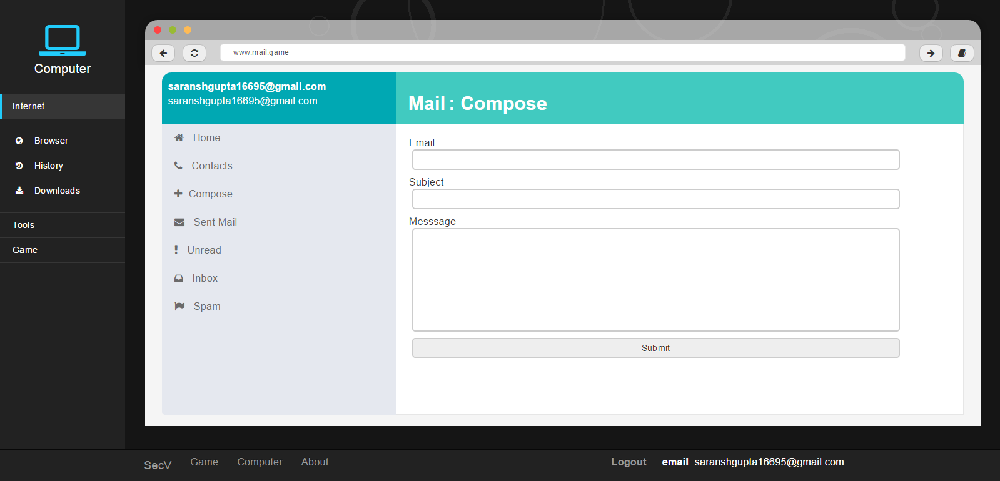 Computer
Internet
Browser
History
Downloads
Tools
Game
www.mail.game
saranshgupta16695@gmail.com
saranshgupta16695@gmail.com
Home
Contacts
Compose
Sent Mail
Unread
Inbox
Spam
Mail : Compose
Email:
Subject
Messsage
Submit
SecV Game Computer About Logout email: saranshgupta16695@gmail.com